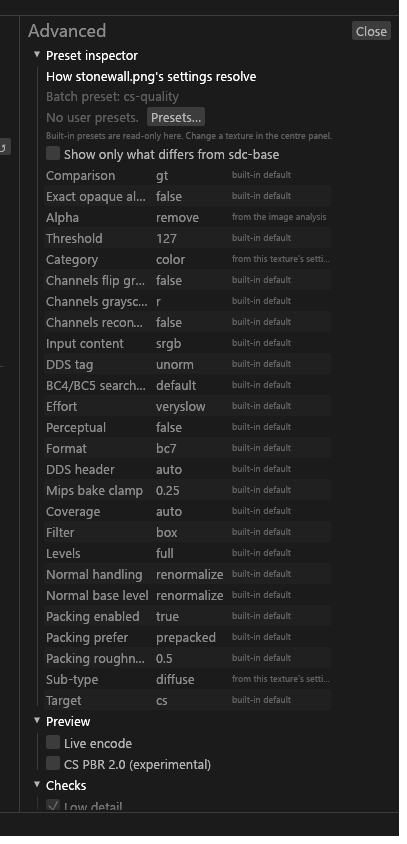 Advanced
Close
Preset inspector
How stonewall.png's settings resolve
Batch preset: cs-quality
No user presets. Presets...
Built-in presets are read-only here. Change a texture in the centre panel.
Show only what differs from sdc-base
Comparison gt built-in default
Exact opaque al... false built-in default
Alpha remove from the image analysis
Threshold 127 built-in default
Category color from this texture's setti...
Channels flip gr... false built-in default
Channels graysc... r built-in default
Channels recon... false built-in default
Input content srgb built-in default
DDS tag unorm built-in default
BC4/BC5 search... default built-in default
Effort veryslow built-in default
Perceptual false built-in default
Format bc7 built-in default
DDS header auto built-in default
Mips bake clamp 0.25 built-in default
Coverage auto built-in default
Filter box built-in default
Levels full built-in default
Normal handling renormalize built-in default
Normal base level renormalize built-in default
Packing enabled true built-in default
Packing prefer prepacked built-in default
Packing roughn... 0.5 built-in default
Sub-type diffuse from this texture's setti...
Target cs built-in default
Preview
Live encode
CS PBR 2.0 (experimental)
Checks
Low detail